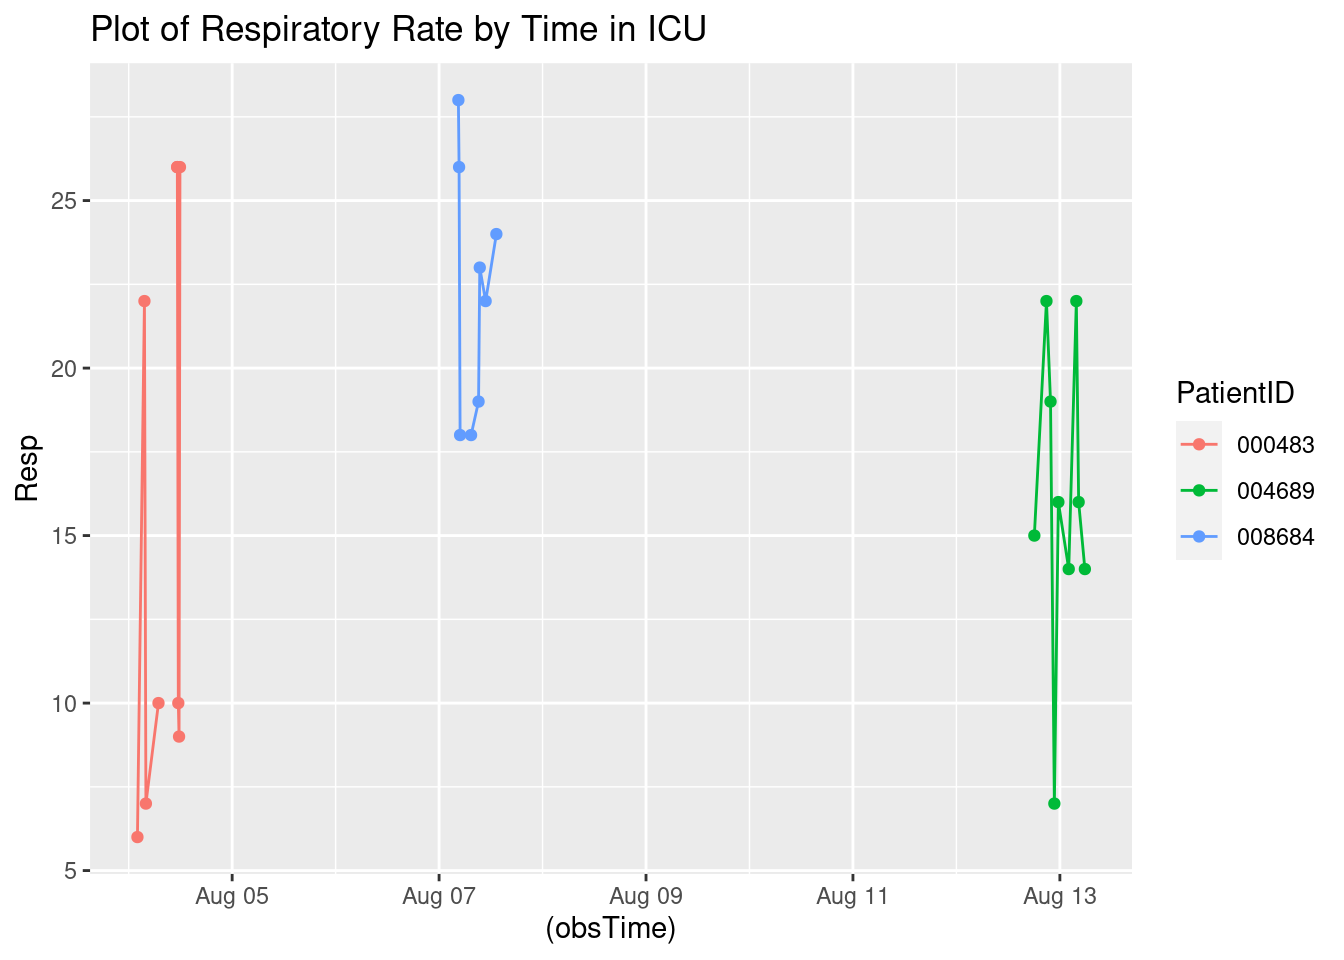 Plot of Respiratory Rate by Time in ICU
25
20
15
10
5
Resp
Aug 05
Aug 07
Aug 09
Aug 11
Aug 13
(obsTime)
PatientID
000483
004689
008684